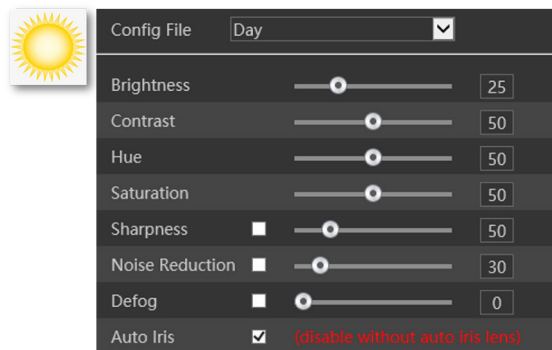 Config File Day
Brightness 25
Contrast 50
Hue 50
Saturation 50
Sharpness 50
Noise Reduction 30
Defog 0
Auto Iris (disable without auto iris lens)